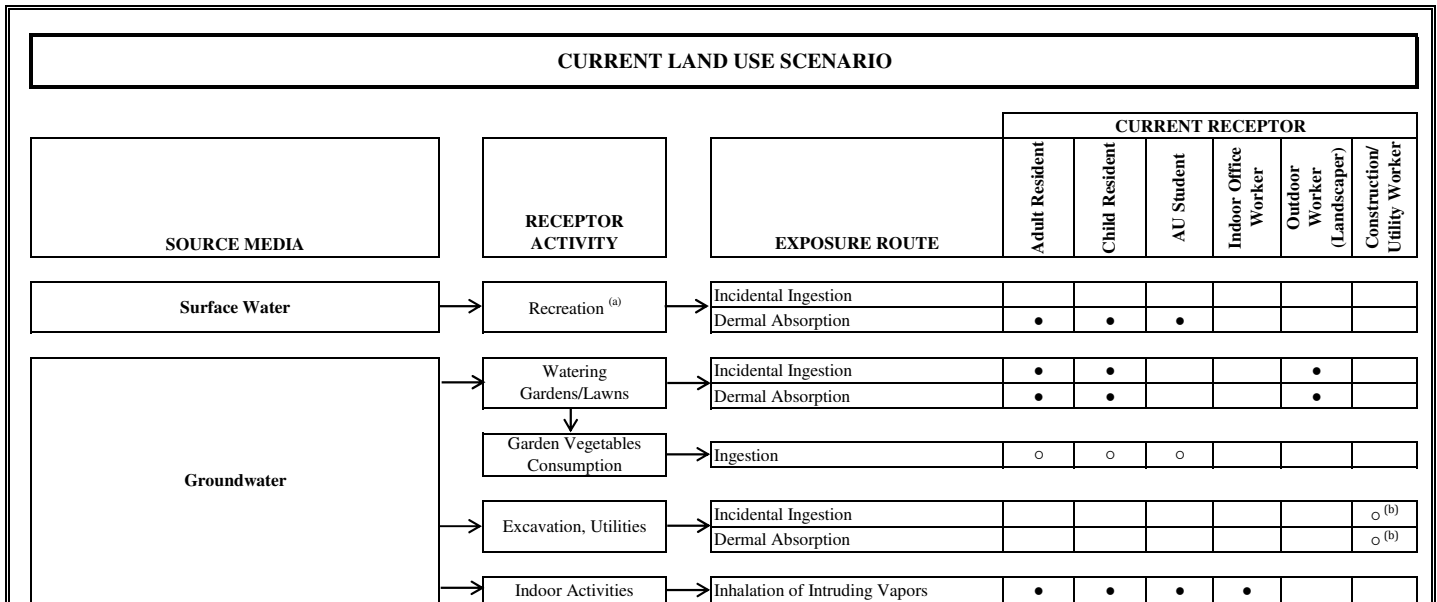 CURRENT LAND USE SCENARIO
CURRENT RECEPTOR
SOURCE MEDIA
RECEPTOR
ACTIVITY
EXPOSURE ROUTE
Adult Resident
Child Resident
AU Student
Indoor Office
Worker
Outdoor
Worker
(Landscaper)
Construction/
Utility Worker
Surface Water
Recreation (a)
Incidental Ingestion
Dermal Absorption ● ● ●
Groundwater
Watering
Gardens/Lawns
Incidental Ingestion ● ● ●
Dermal Absorption ● ● ●
Garden Vegetables
Consumption
Ingestion ○ ○ ○
Excavation, Utilities
Incidental Ingestion ○ (b)
Dermal Absorption ○ (b)
Indoor Activities
Inhalation of Intruding Vapors ● ● ● ●